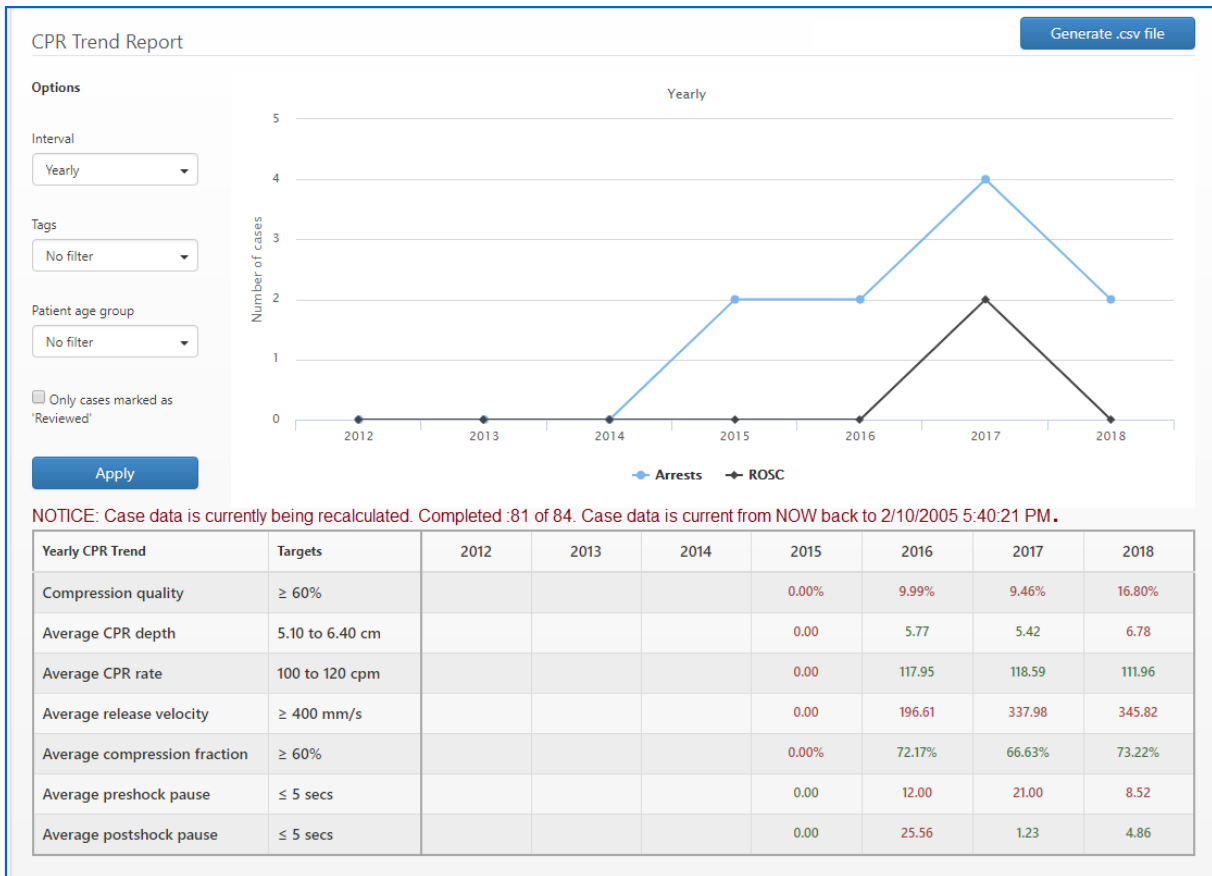 CPR Trend Report
Generate .csv file
Options
Interval
Yearly
Tags
No filter
Patient age group
No filter
Only cases marked as
'Reviewed'
Apply
Yearly
Number of cases
5
4
3
2
1
0
2012 2013 2014 2015 2016 2017 2018
Arrests ROSC
NOTICE: Case data is currently being recalculated. Completed :81 of 84. Case data is current from NOW back to 2/10/2005 5:40:21 PM.
Yearly CPR Trend Targets 2012 2013 2014 2015 2016 2017 2018
Compression quality ≥ 60% 0.00% 9.99% 9.46% 16.80%
Average CPR depth 5.10 to 6.40 cm 0.00 5.77 5.42 6.78
Average CPR rate 100 to 120 cpm 0.00 117.95 118.59 111.96
Average release velocity ≥ 400 mm/s 0.00 196.61 337.98 345.82
Average compression fraction ≥ 60% 0.00% 72.17% 66.63% 73.22%
Average preshock pause ≤ 5 secs 0.00 12.00 21.00 8.52
Average postshock pause ≤ 5 secs 0.00 25.56 1.23 4.86